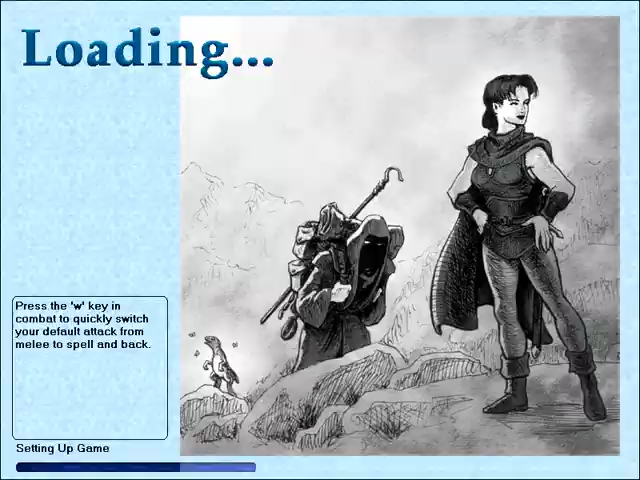 Loading...
Press the 'w' key in
combat to quickly switch
your default attack from
melee to spell and back.
Setting Up Game